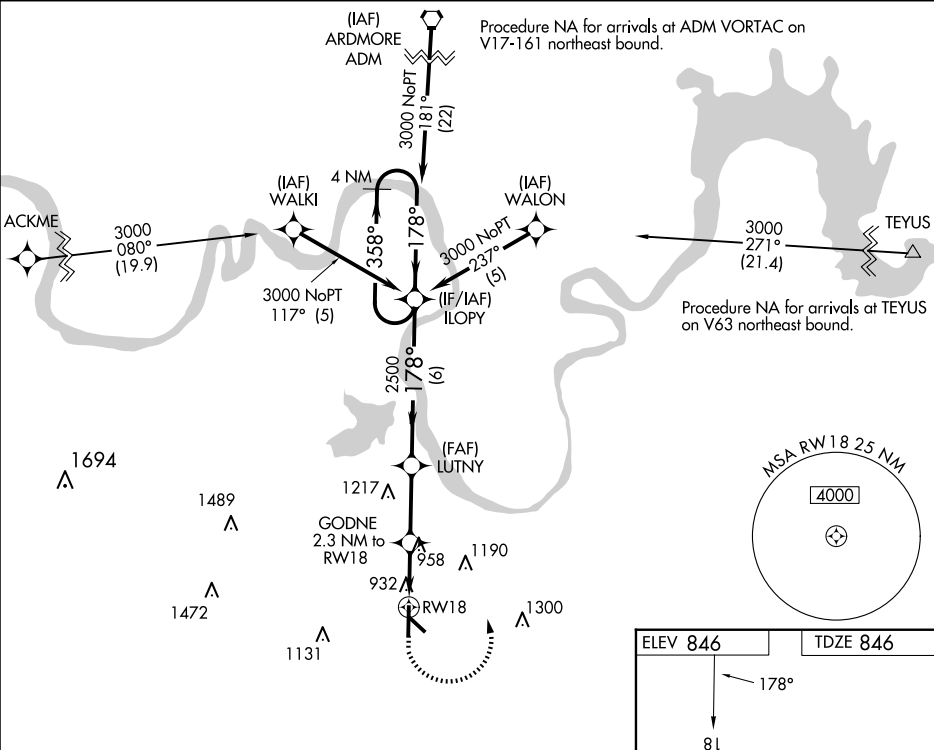 (IAF)
ARDMORE
ADM
Procedure NA for arrivals at ADM VORTAC on
V17-161 northeast bound.
3000 NoPT
181°
(22)
4 NM
(IAF)
WALKI
(IAF)
WALON
ACKME
3000
080°
(19.9)
358°
178°
3000 NoPT
237°
(5)
3000
271°
(21.4)
TEYUS
3000 NoPT
117° (5)
(IF/IAF)
ILOPY
Procedure NA for arrivals at TEYUS
on V63 northeast bound.
2500
178°
(6)
(FAF)
LUTNY
1694
1489
1217
GODNE
2.3 NM to
RW18
958
1190
932
RW18
1472
1131
1300
MSA RW18 25 NM
4000
ELEV 846
TDZE 846
178°
81